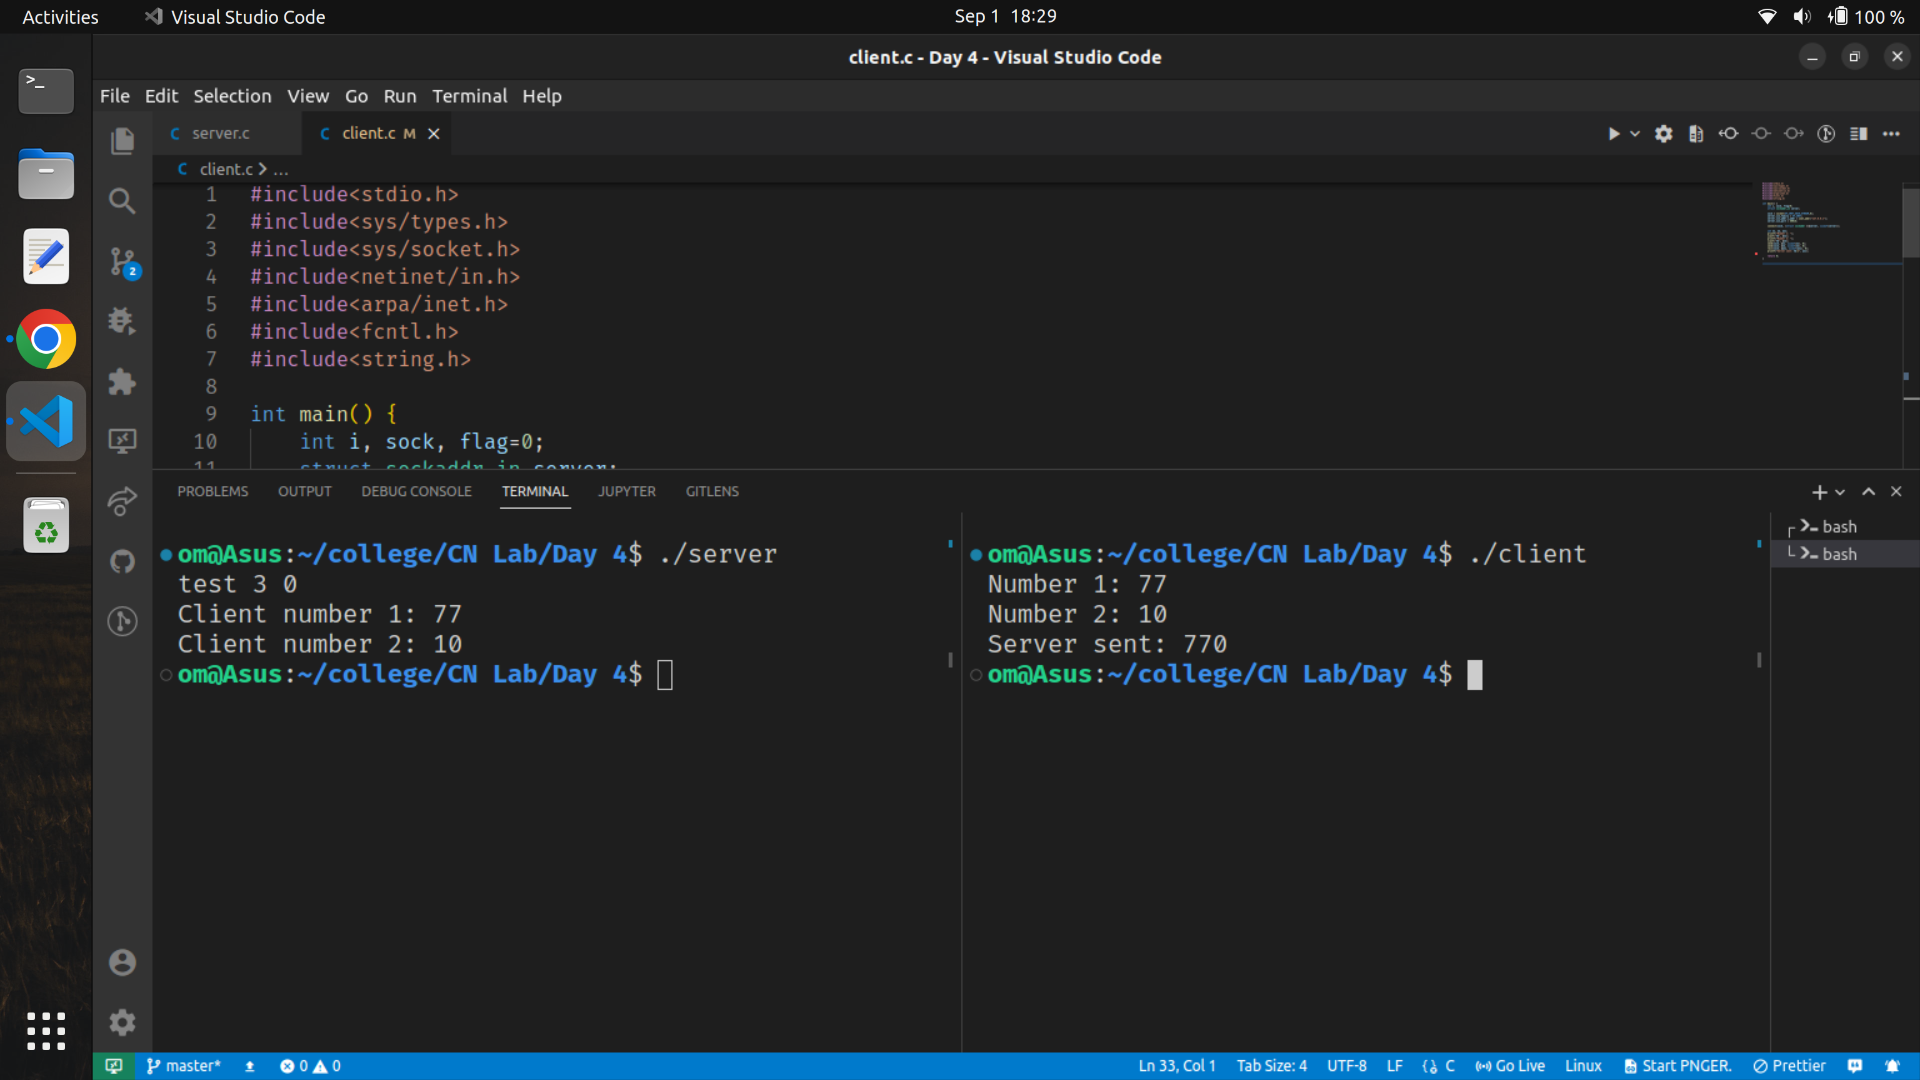 Activities
Visual Studio Code
Sep 1 18:29
100 %
client.c - Day 4 - Visual Studio Code
File Edit Selection View Go Run Terminal Help
C server.c
C client.c M
C client.c > ...
1 #include<stdio.h>
2 #include<sys/types.h>
3 #include<sys/socket.h>
4 #include<netinet/in.h>
5 #include<arpa/inet.h>
6 #include<fcntl.h>
7 #include<string.h>
8
9 int main() {
10 int i, sock, flag=0;
11 struct sockaddr_in server;
2
PROBLEMS OUTPUT DEBUG CONSOLE TERMINAL JUPYTER GITLENS
om@Asus:~/college/CN Lab/Day 4$ ./server
test 3 0
Client number 1: 77
Client number 2: 10
om@Asus:~/college/CN Lab/Day 4$
om@Asus:~/college/CN Lab/Day 4$ ./client
Number 1: 77
Number 2: 10
Server sent: 770
om@Asus:~/college/CN Lab/Day 4$
bash
bash
master* 0 0
Ln 33, Col 1 Tab Size: 4 UTF-8 LF C Go Live Linux Start PNGER. Prettier